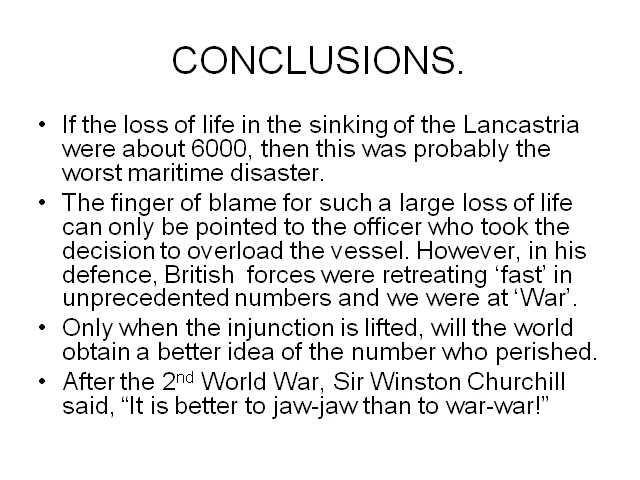 CONCLUSIONS.
• If the loss of life in the sinking of the Lancastria
were about 6000, then this was probably the
worst maritime disaster.
• The finger of blame for such a large loss of life
can only be pointed to the officer who took the
decision to overload the vessel. However, in his
defence, British  forces were retreating ‘fast’ in
unprecedented numbers and we were at ‘War’.
• Only when the injunction is lifted, will the world
obtain a better idea of the number who perished.
• After the 2nd World War, Sir Winston Churchill
said, “It is better to jaw-jaw than to war-war!”